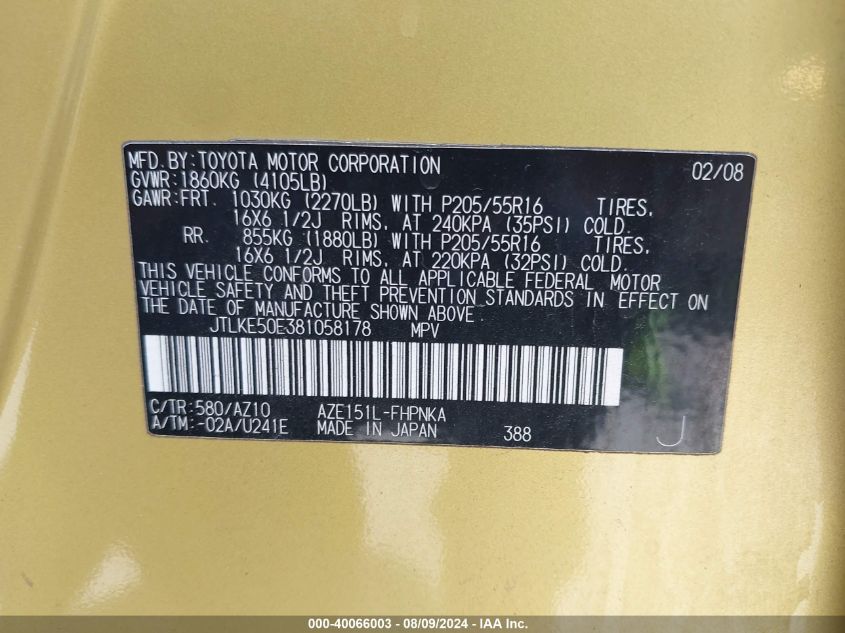 MFD. BY: TOYOTA MOTOR CORPORATION 02/08
GVWR: 1860KG (4105LB)
GAWR: FRT. 1030KG (2270LB) WITH P205/55R16 TIRES,
16X6 1/2J RIMS, AT 240KPA (35PSI) COLD.
RR. 855KG (1880LB) WITH P205/55R16 TIRES,
16X6 1/2J RIMS, AT 220KPA (32PSI) COLD.
THIS VEHICLE CONFORMS TO ALL APPLICABLE FEDERAL MOTOR
VEHICLE SAFETY AND THEFT PREVENTION STANDARDS IN EFFECT ON
THE DATE OF MANUFACTURE SHOWN ABOVE.
JTLKE50E381058178 MPV
C/TR: 580/AZ10 AZE151L-FHPNKA
A/TM: -02A/U241E MADE IN JAPAN 388 J
000-40066003 - 08/09/2024 - IAA Inc.